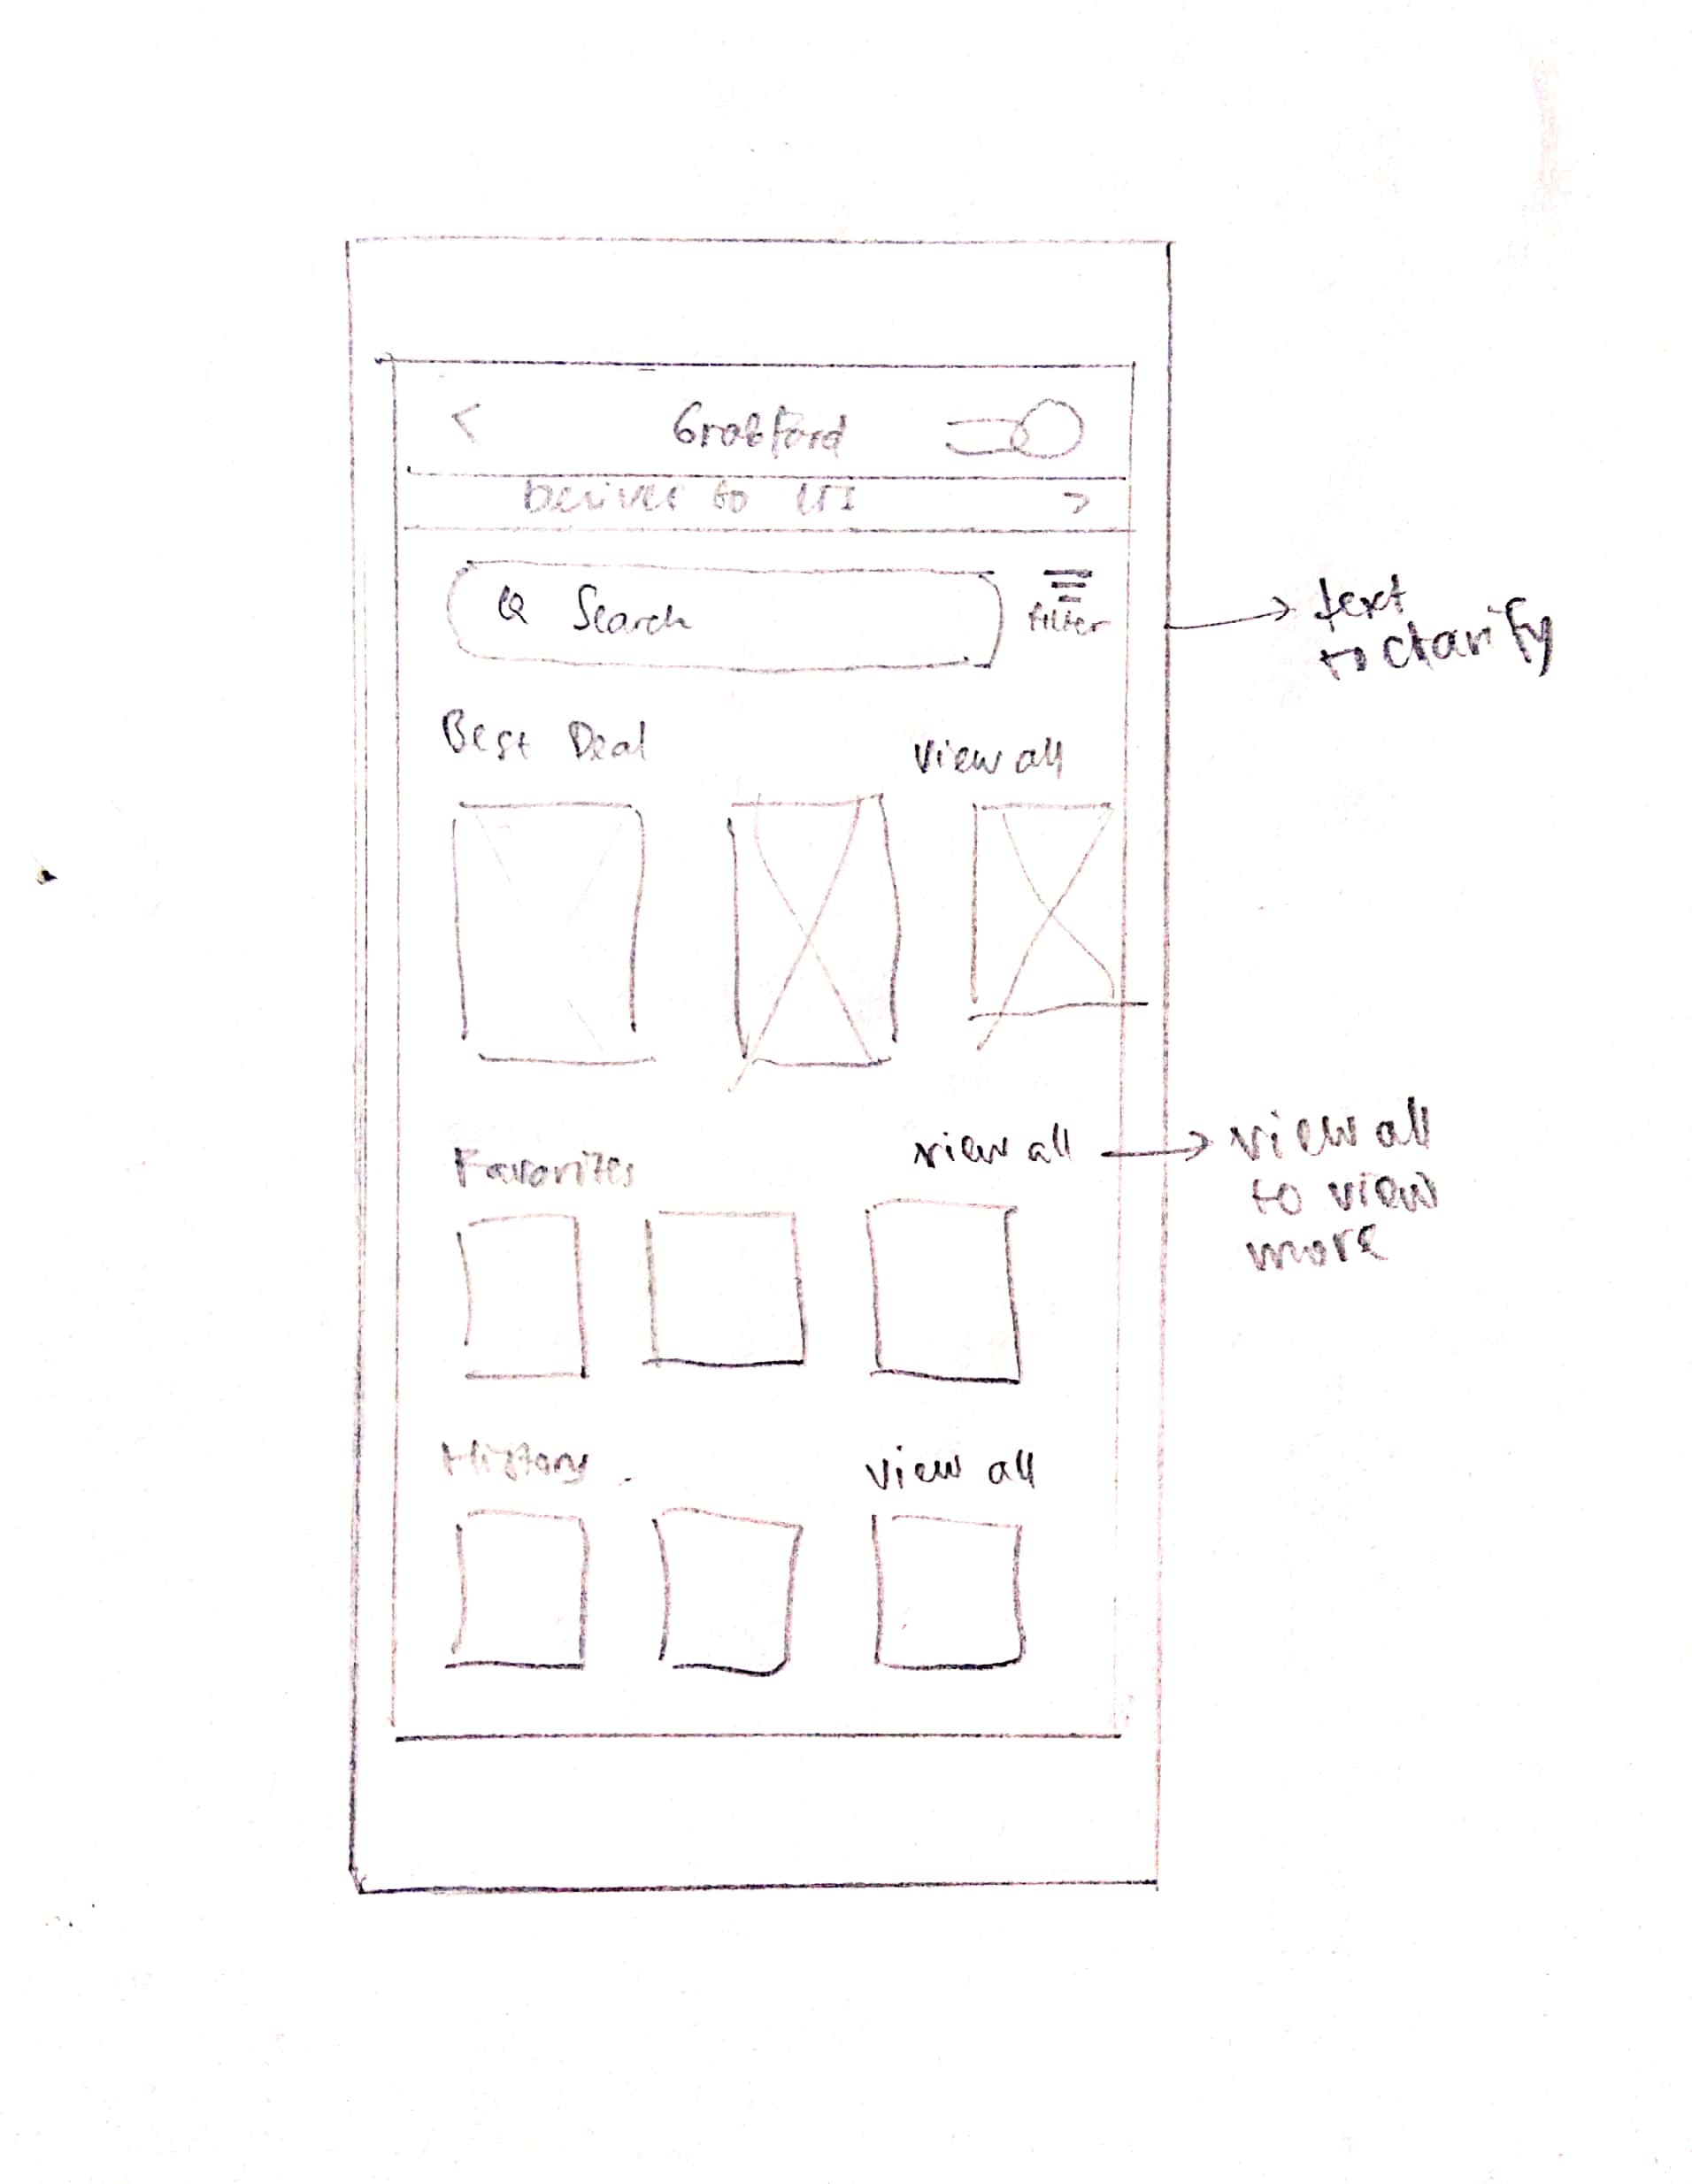 <
Grabfood
Deliver to UI >
Search
filter
text
to clarify
Best Deal
View all
Favorites
view all
view all
to view
more
History
View all